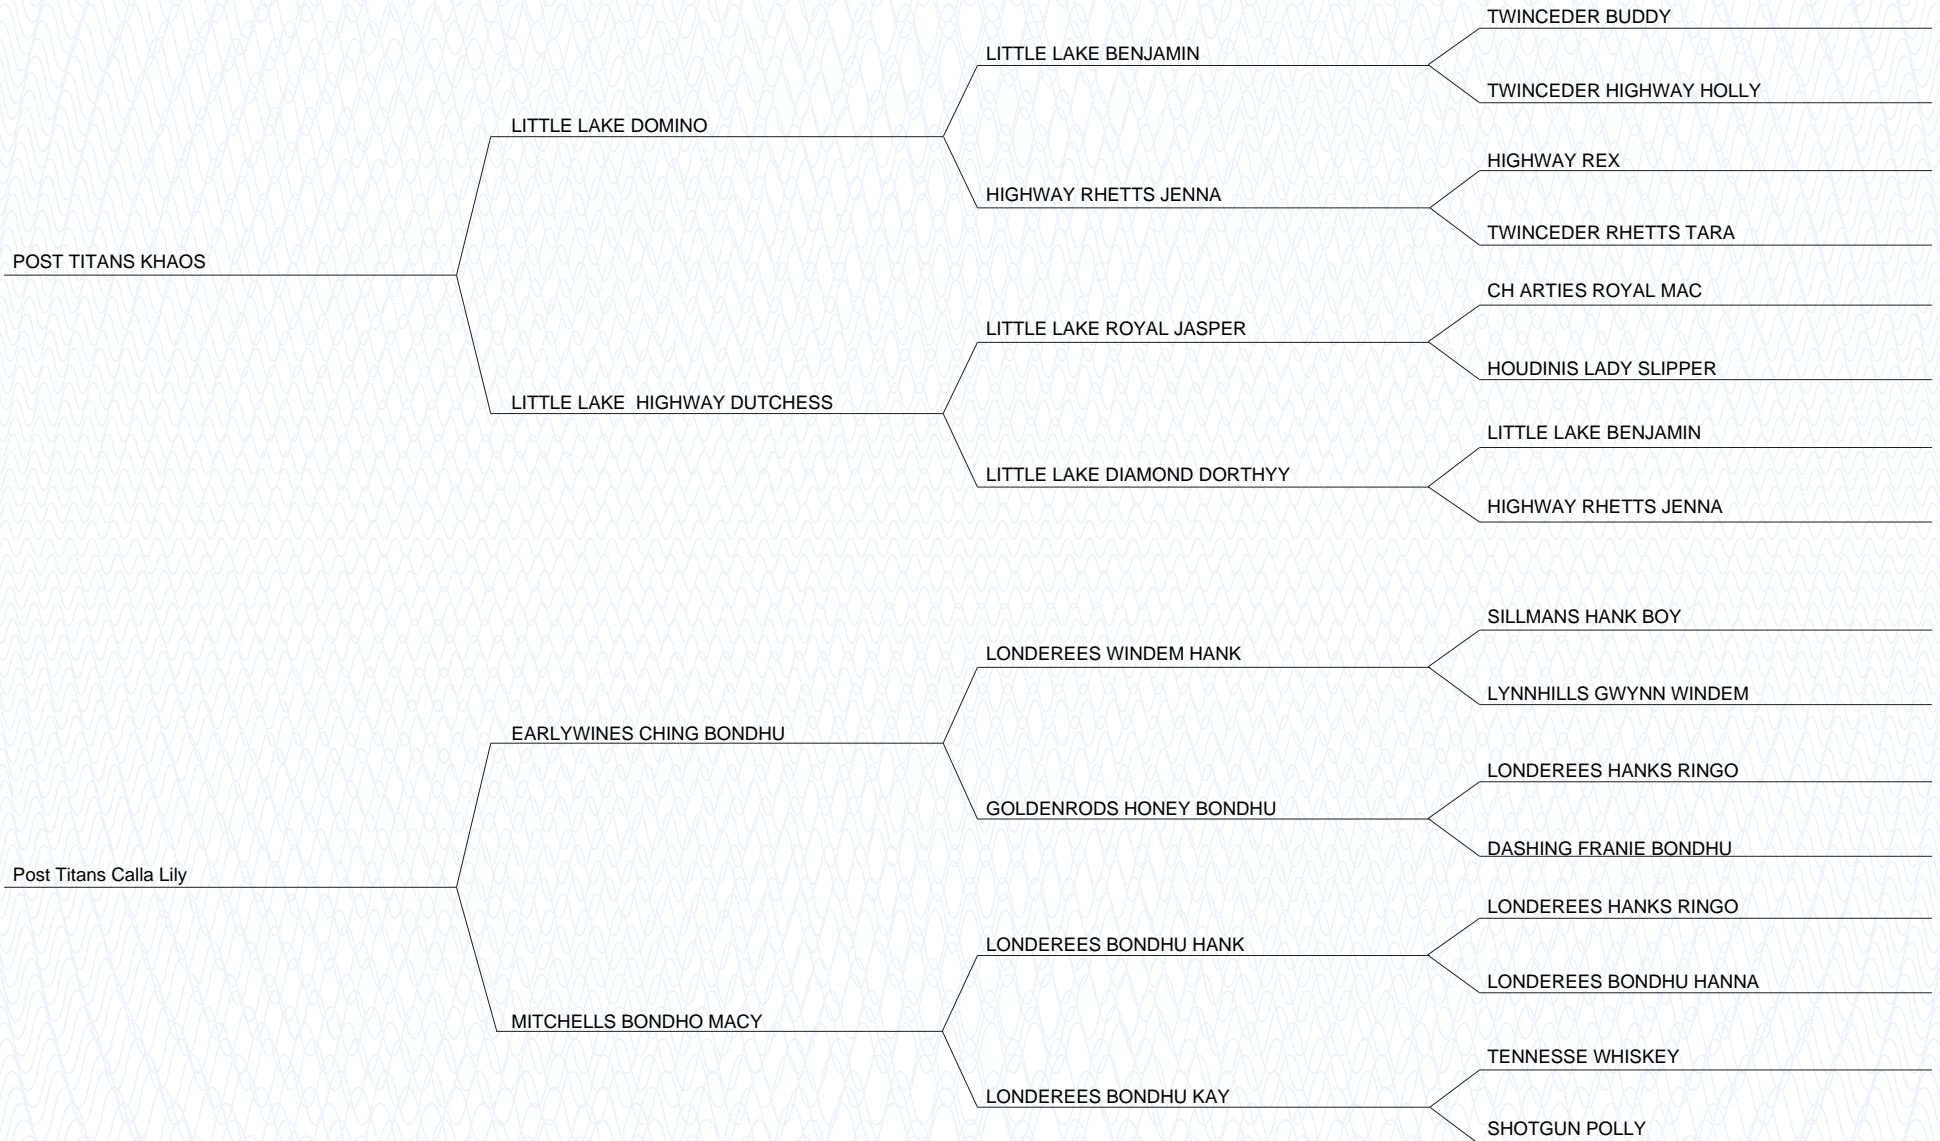 TWINCEDER BUDDY
LITTLE LAKE BENJAMIN
TWINCEDER HIGHWAY HOLLY
LITTLE LAKE DOMINO
HIGHWAY REX
HIGHWAY RHETTS JENNA
TWINCEDER RHETTS TARA
POST TITANS KHAOS
CH ARTIES ROYAL MAC
LITTLE LAKE ROYAL JASPER
HOUDINIS LADY SLIPPER
LITTLE LAKE  HIGHWAY DUTCHESS
LITTLE LAKE BENJAMIN
LITTLE LAKE DIAMOND DORTHYY
HIGHWAY RHETTS JENNA
SILLMANS HANK BOY
LONDEREES WINDEM HANK
LYNNHILLS GWYNN WINDEM
EARLYWINES CHING BONDHU
LONDEREES HANKS RINGO
GOLDENRODS HONEY BONDHU
DASHING FRANIE BONDHU
Post Titans Calla Lily
LONDEREES HANKS RINGO
LONDEREES BONDHU HANK
LONDEREES BONDHU HANNA
MITCHELLS BONDHO MACY
TENNESSE WHISKEY
LONDEREES BONDHU KAY
SHOTGUN POLLY